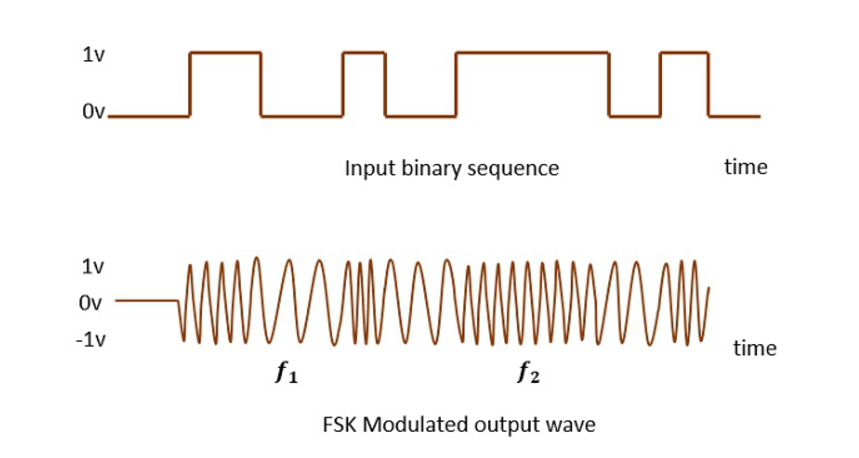 1v
0v
Input binary sequence time
1v
0v
-1v
time
f1 f2
FSK Modulated output wave